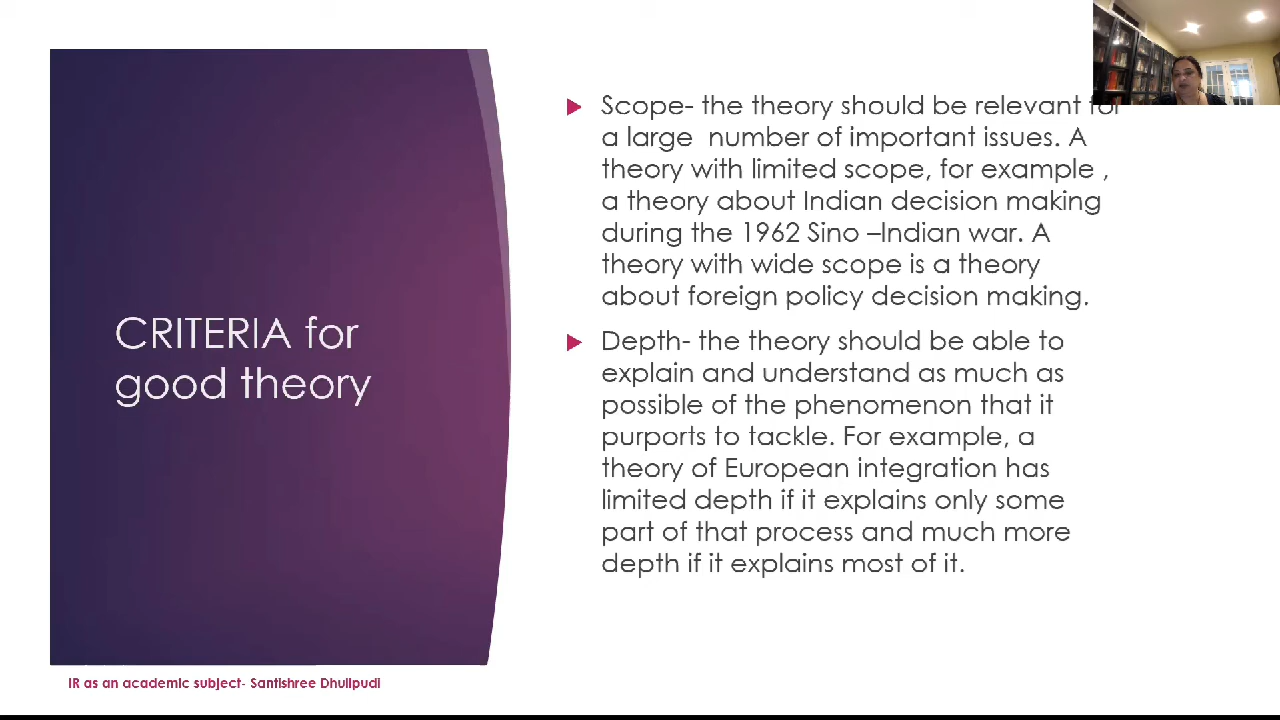 CRITERIA for
good theory
Scope- the theory should be relevant for
a large  number of important issues. A
theory with limited scope, for example ,
a theory about Indian decision making
during the 1962 Sino –Indian war. A
theory with wide scope is a theory
about foreign policy decision making.
Depth- the theory should be able to
explain and understand as much as
possible of the phenomenon that it
purports to tackle. For example, a
theory of European integration has
limited depth if it explains only some
part of that process and much more
depth if it explains most of it.
IR as an academic subject- Santishree Dhulipudi